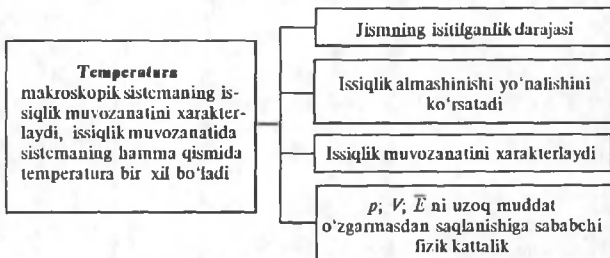 Temperatura
makroskopik sistemaning is-
siqlik muvozanatini xarakter-
laydi, issiqlik muvozanatida
sistemaning hamma qismida
temperatura bir xil bo‘ladi
Jismning isitilganlik darajasi
Issiqlik almashinishi yo‘nalishini
ko‘rsatadi
Issiqlik muvozanatini xarakterlaydi
p; V; E̅ ni uzoq muddat
o‘zgarmasdan saqlanishiga sababchi
fizik kattalik